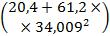 (20,4 + 61,2 ×
× 34,009²)